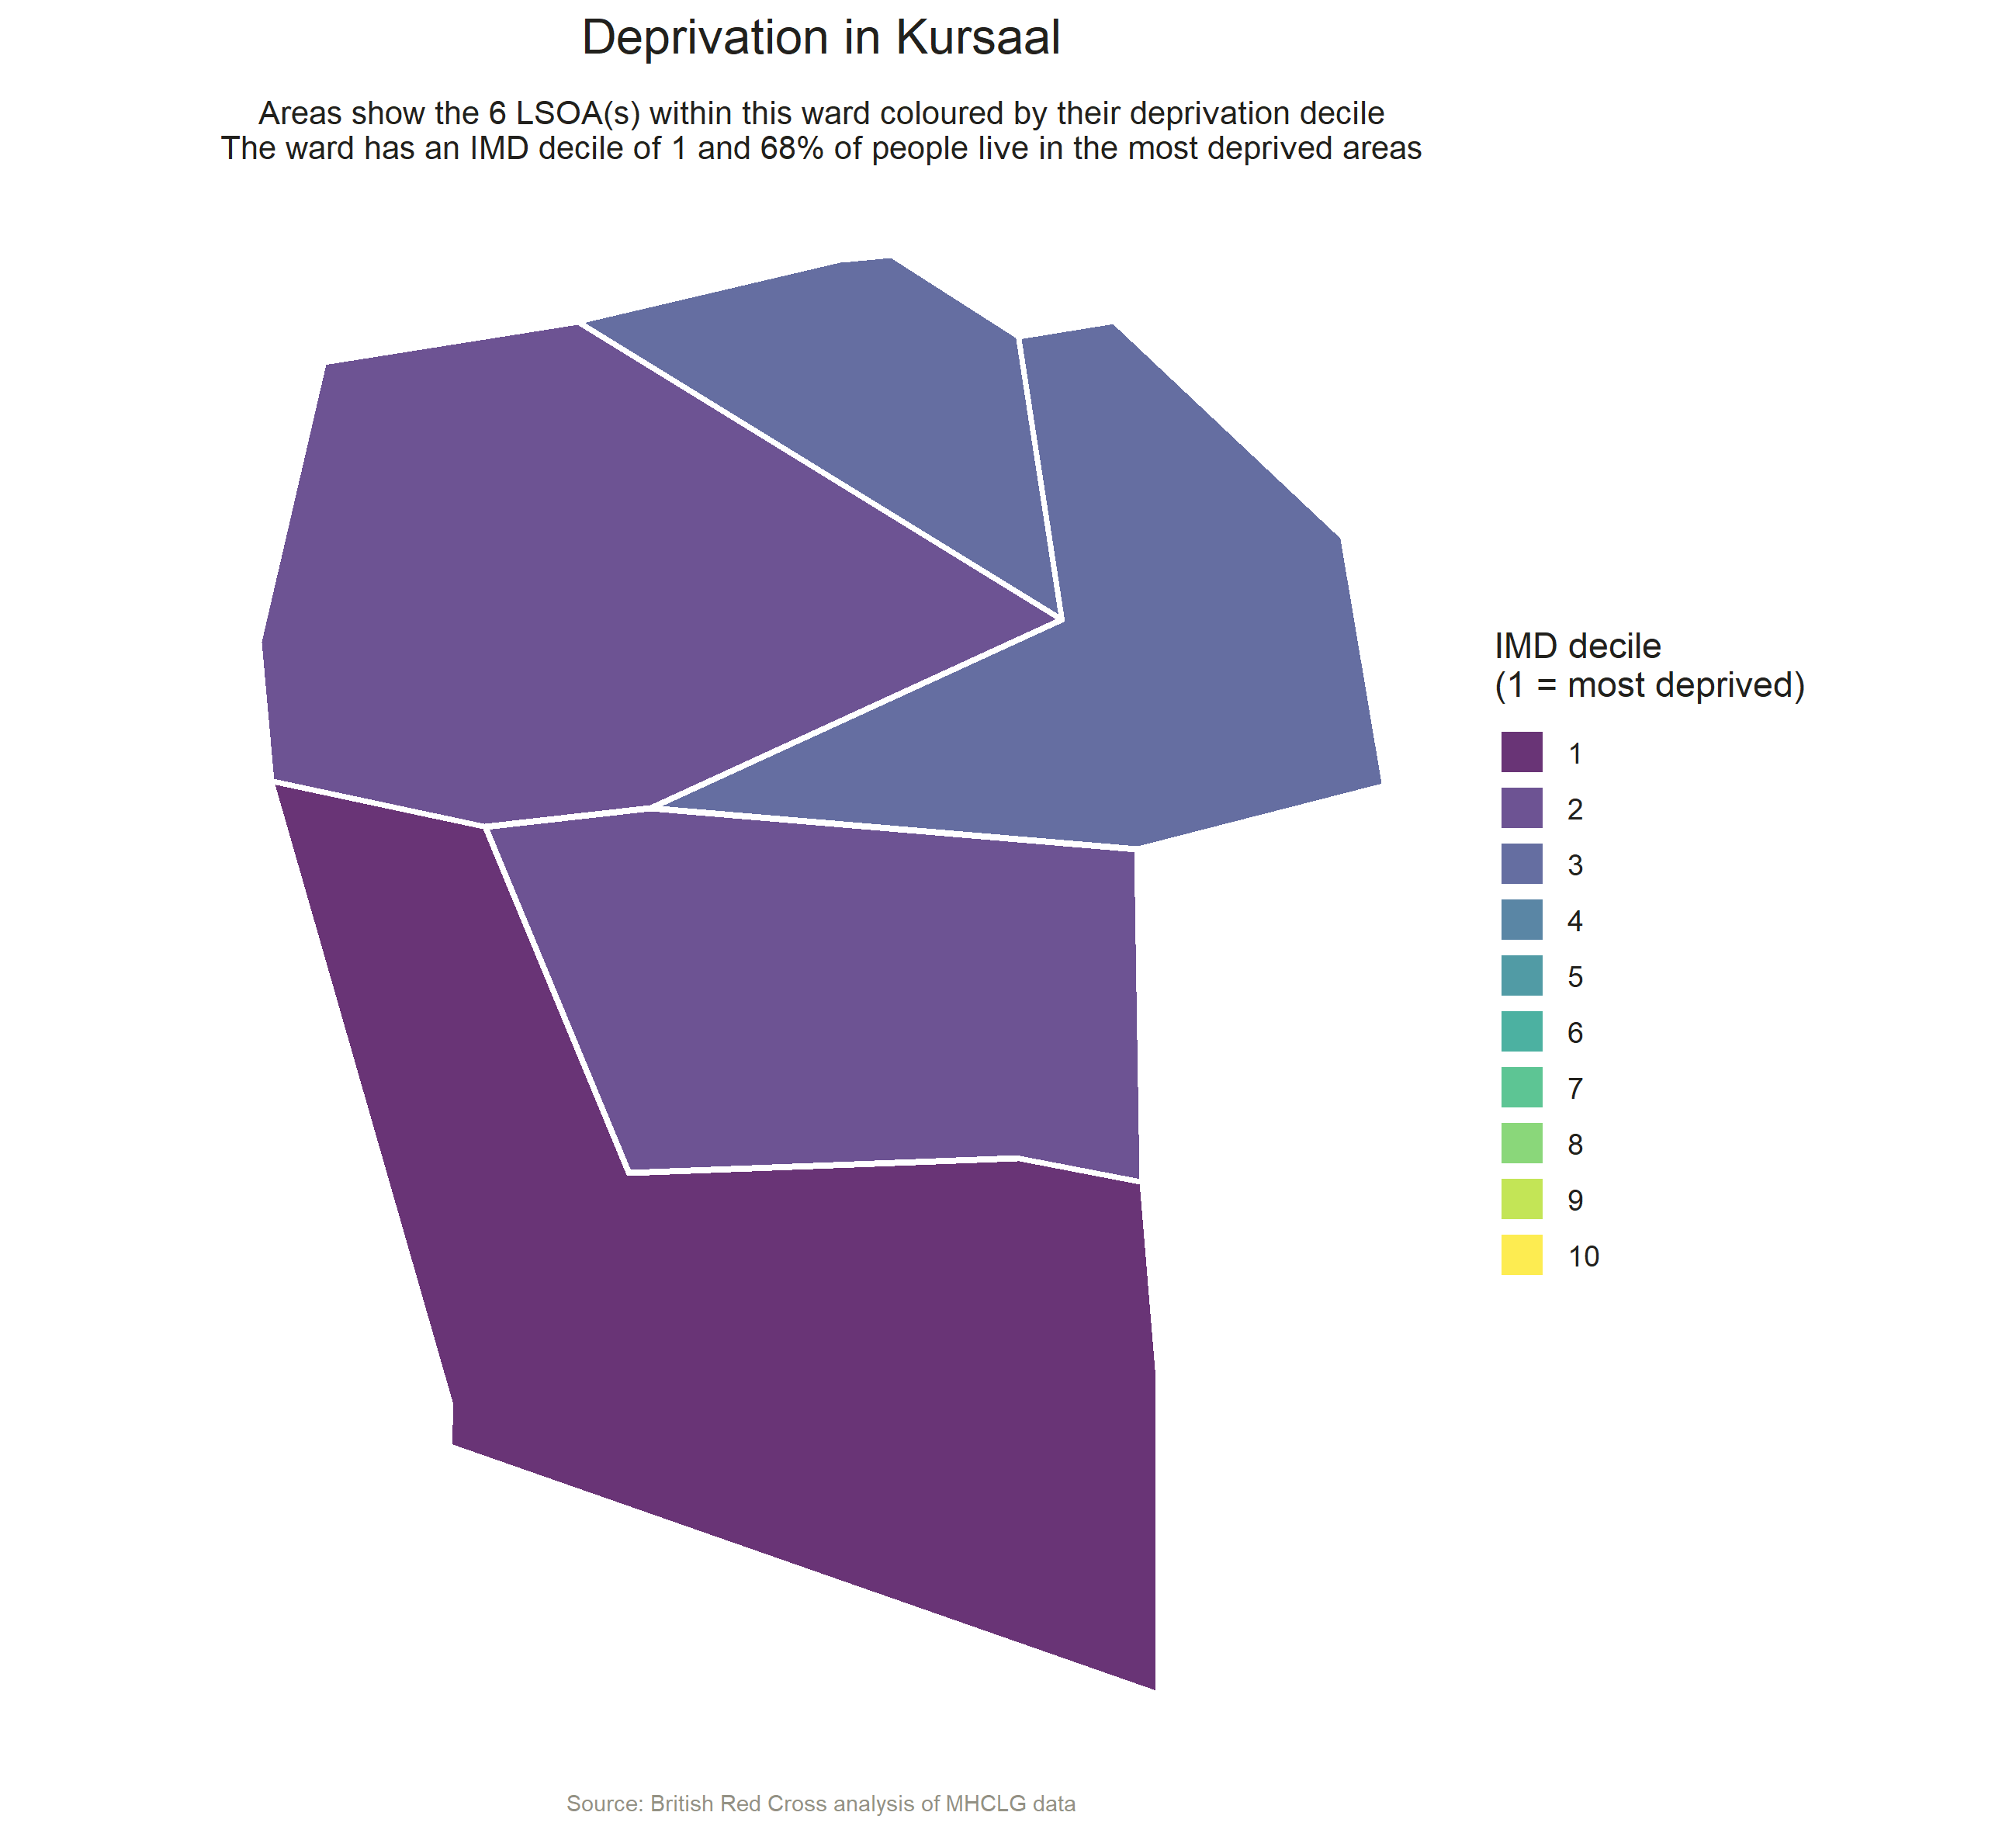 Deprivation in Kursaal
Areas show the 6 LSOA(s) within this ward coloured by their deprivation decile
The ward has an IMD decile of 1 and 68% of people live in the most deprived areas
IMD decile
(1 = most deprived)
1
2
3
4
5
6
7
8
9
10
Source: British Red Cross analysis of MHCLG data